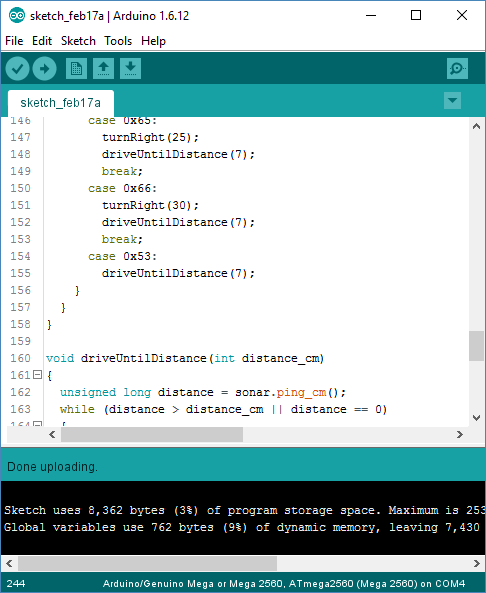 sketch_feb17a | Arduino 1.6.12
File Edit Sketch Tools Help
sketch_feb17a
146 case 0x65:
147 turnRight(25);
148 driveUntilDistance(7);
149 break;
150 case 0x66:
151 turnRight(30);
152 driveUntilDistance(7);
153 break;
154 case 0x53:
155 driveUntilDistance(7);
156 }
157 }
158 }
159
160 void driveUntilDistance(int distance_cm)
161 {
162 unsigned long distance = sonar.ping_cm();
163 while (distance > distance_cm || distance == 0)
164 {
Done uploading.
Sketch uses 8,362 bytes (3%) of program storage space. Maximum is 253
Global variables use 762 bytes (9%) of dynamic memory, leaving 7,430
244 Arduino/Genuino Mega or Mega 2560, ATmega2560 (Mega 2560) on COM4